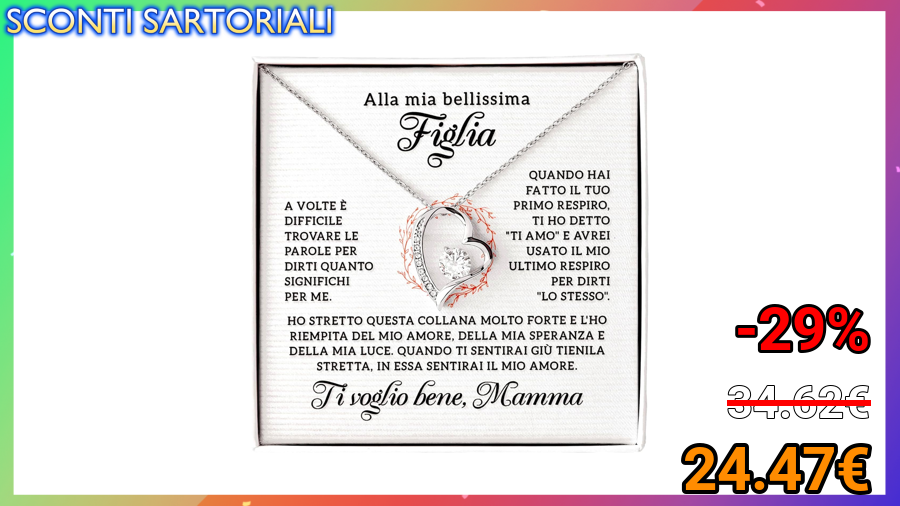 SCONTI SARTORIALI
Alla mia bellissima
Figlia
A VOLTE È
DIFFICILE
TROVARE LE
PAROLE PER
DIRTI QUANTO
SIGNIFICHI
PER ME.
QUANDO HAI
FATTO IL TUO
PRIMO RESPIRO,
TI HO DETTO
"TI AMO" E AVREI
USATO IL MIO
ULTIMO RESPIRO
PER DIRTI
"LO STESSO".
HO STRETTO QUESTA COLLANA MOLTO FORTE E L'HO
RIEMPITA DEL MIO AMORE, DELLA MIA SPERANZA E
DELLA MIA LUCE. QUANDO TI SENTIRAI GIÙ TIENILA
STRETTA, IN ESSA SENTIRAI IL MIO AMORE.
Ti voglio bene, Mamma
-29%
34.62€
24.47€